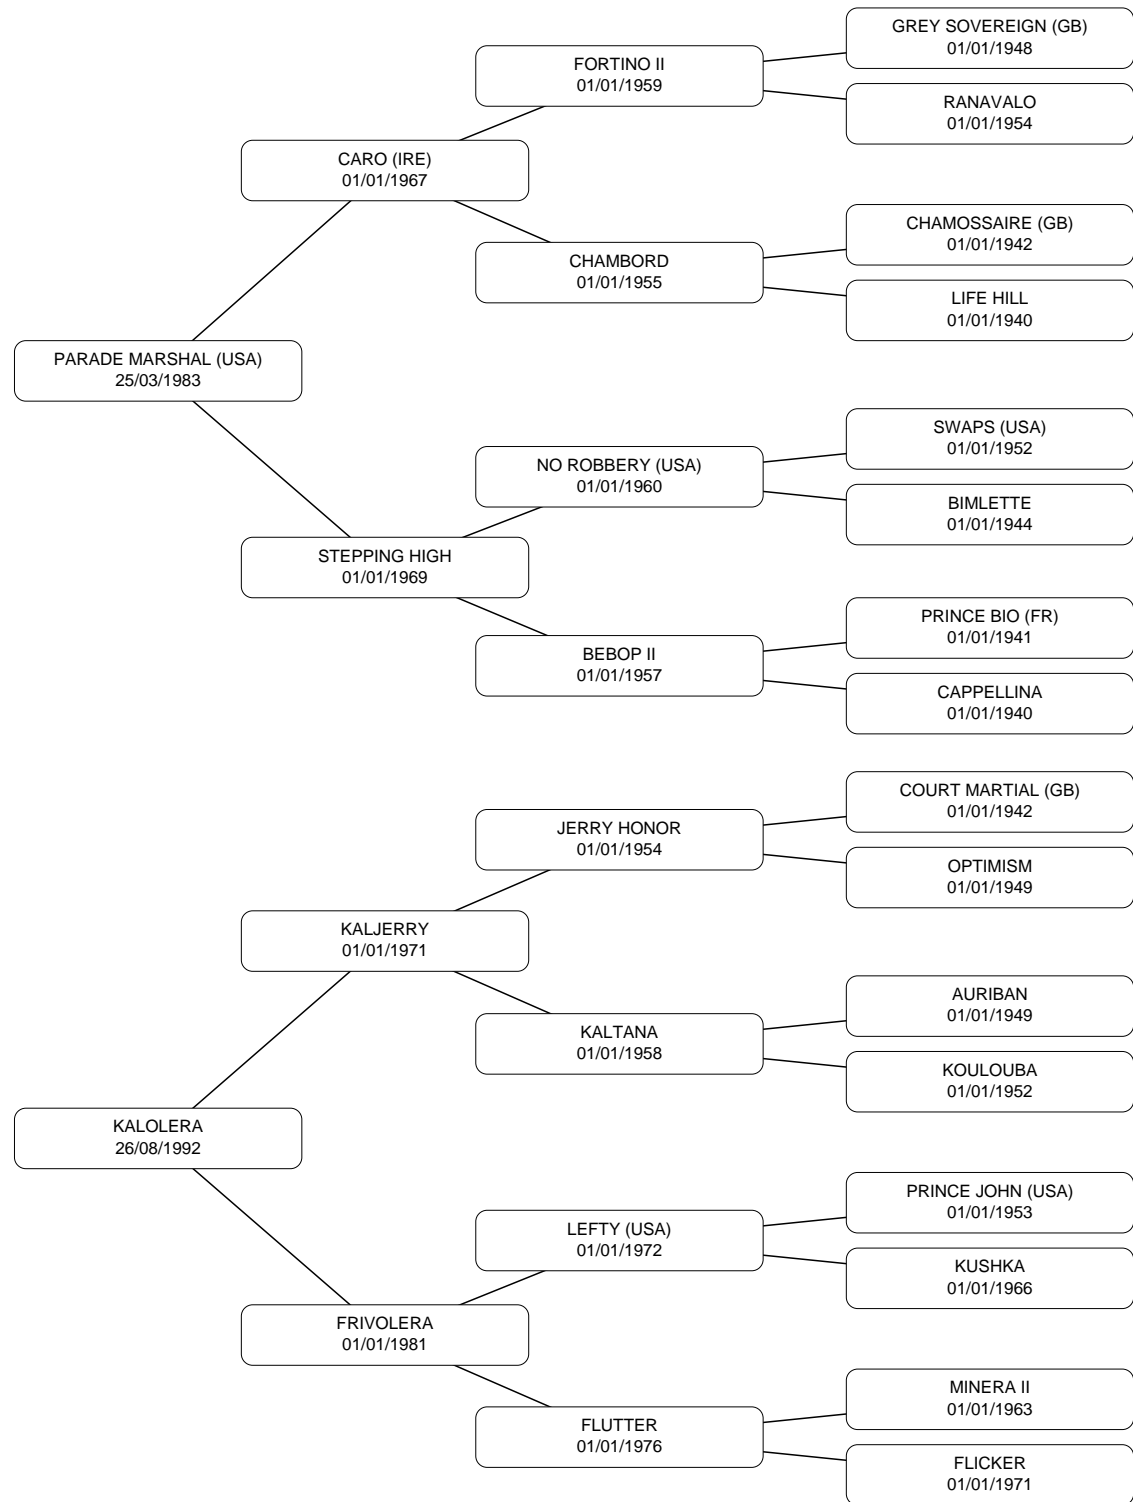 GREY SOVEREIGN (GB)
01/01/1948
FORTINO II
01/01/1959
RANAVALO
01/01/1954
CARO (IRE)
01/01/1967
CHAMOSSAIRE (GB)
01/01/1942
CHAMBORD
01/01/1955
LIFE HILL
01/01/1940
PARADE MARSHAL (USA)
25/03/1983
SWAPS (USA)
01/01/1952
NO ROBBERY (USA)
01/01/1960
BIMLETTE
01/01/1944
STEPPING HIGH
01/01/1969
PRINCE BIO (FR)
01/01/1941
BEBOP II
01/01/1957
CAPPELLINA
01/01/1940
COURT MARTIAL (GB)
01/01/1942
JERRY HONOR
01/01/1954
OPTIMISM
01/01/1949
KALJERRY
01/01/1971
AURIBAN
01/01/1949
KALTANA
01/01/1958
KOULOUBA
01/01/1952
KALOLERA
26/08/1992
PRINCE JOHN (USA)
01/01/1953
LEFTY (USA)
01/01/1972
KUSHKA
01/01/1966
FRIVOLERA
01/01/1981
MINERA II
01/01/1963
FLUTTER
01/01/1976
FLICKER
01/01/1971